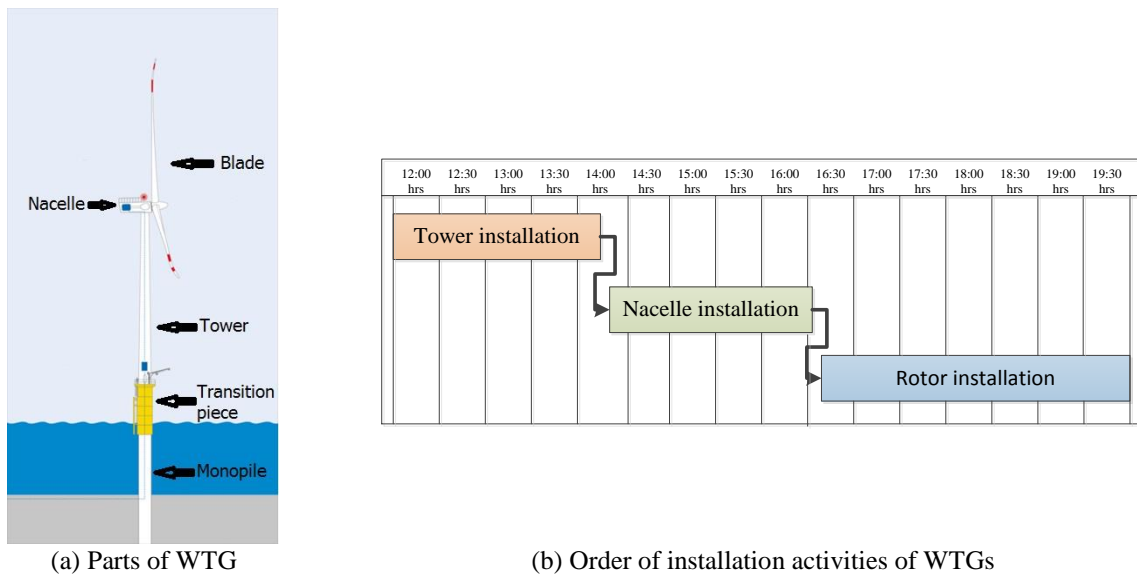 Blade
Nacelle
Tower
Transition
piece
Monopile
(a) Parts of WTG
12:00 12:30 13:00 13:30 14:00 14:30 15:00 15:30 16:00 16:30 17:00 17:30 18:00 18:30 19:00 19:30
hrs hrs hrs hrs hrs hrs hrs hrs hrs hrs hrs hrs hrs hrs hrs hrs
Tower installation
Nacelle installation
Rotor installation
(b) Order of installation activities of WTGs